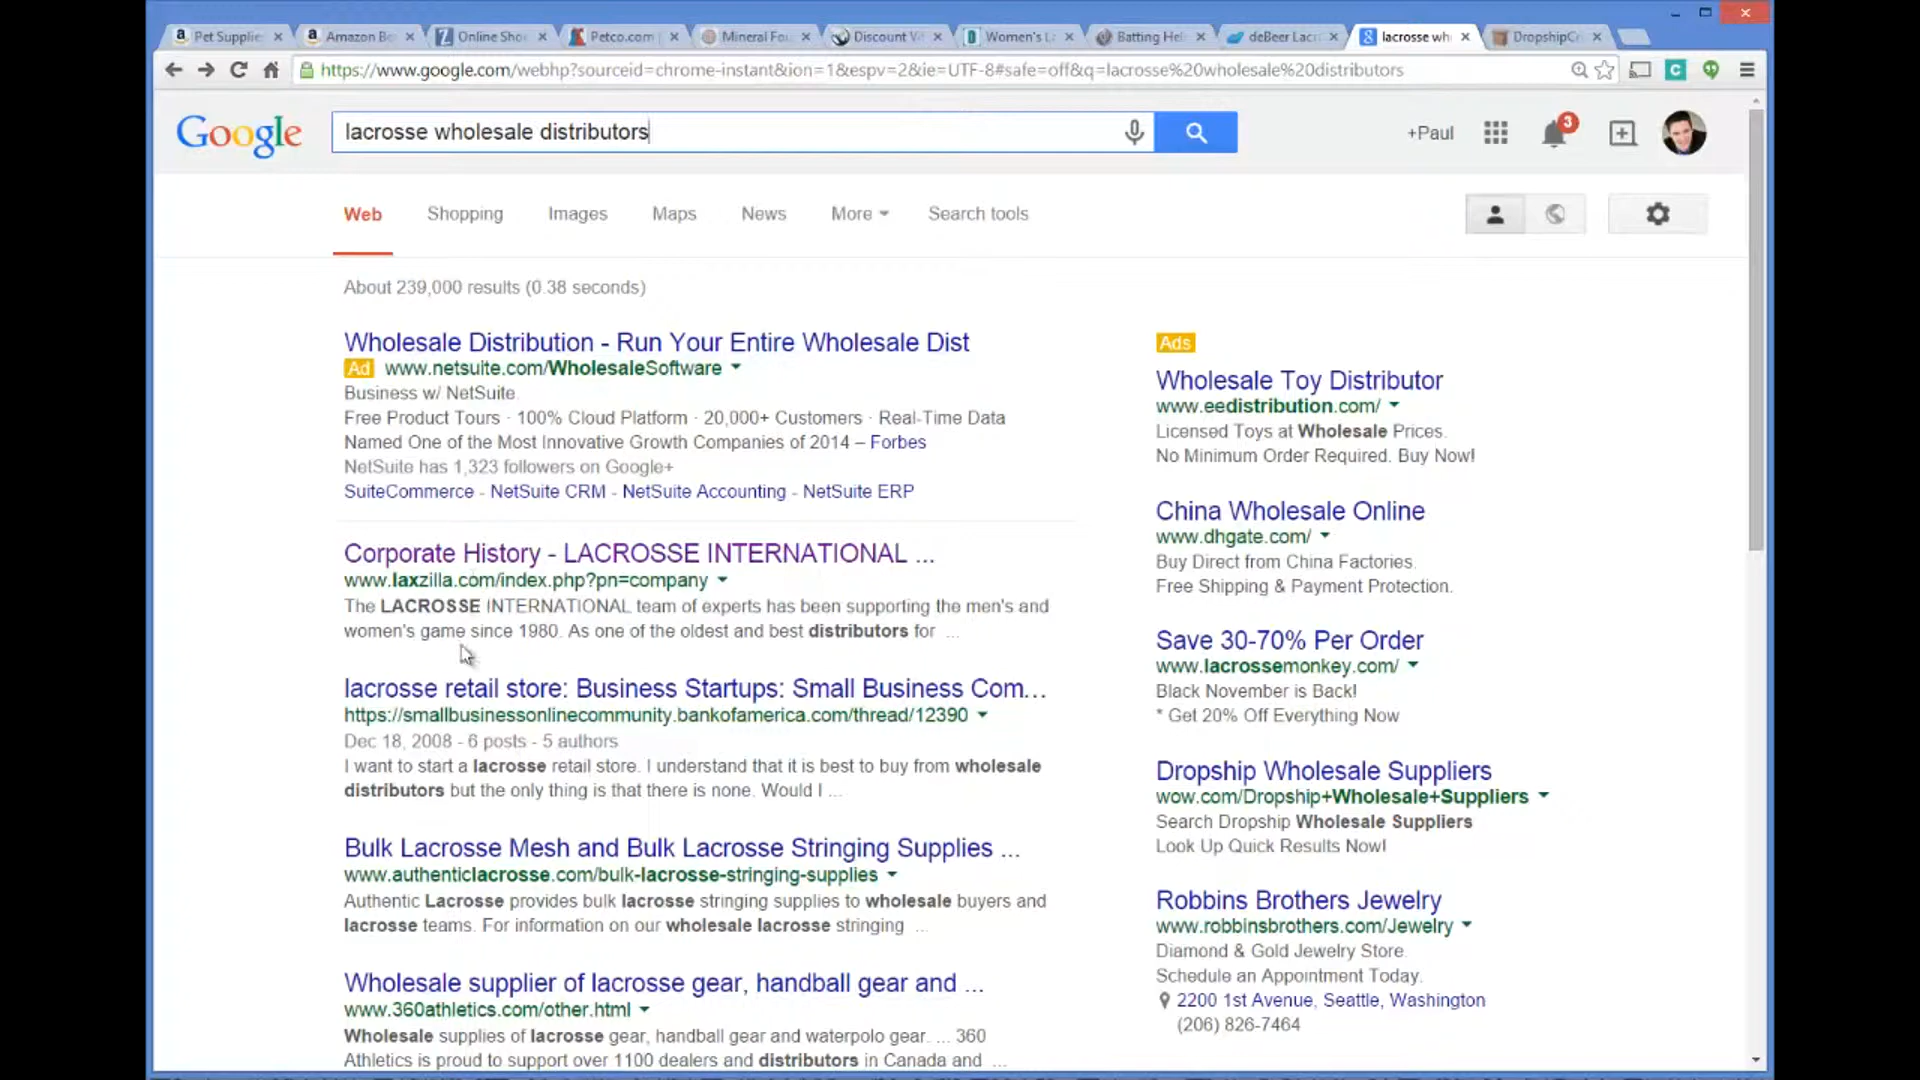 Pet Supplie
Amazon Be
Online Sho
Petco.com |
Mineral Fou
Discount Vi
Women's L
Batting Hel
deBeer Lacr
lacrosse wh
DropshipC
https://www.google.com/webhp?sourceid=chrome-instant&ion=1&espv=2&ie=UTF-8#safe=off&q=lacrosse%20wholesale%20distributors
Google
lacrosse wholesale distributors
+Paul
3
Web Shopping Images Maps News More Search tools
About 239,000 results (0.38 seconds)
Wholesale Distribution - Run Your Entire Wholesale Dist
Ad www.netsuite.com/WholesaleSoftware
Business w/ NetSuite.
Free Product Tours · 100% Cloud Platform · 20,000+ Customers · Real-Time Data
Named One of the Most Innovative Growth Companies of 2014 – Forbes
NetSuite has 1,323 followers on Google+
SuiteCommerce - NetSuite CRM - NetSuite Accounting - NetSuite ERP
Corporate History - LACROSSE INTERNATIONAL ...
www.laxzilla.com/index.php?pn=company
The LACROSSE INTERNATIONAL team of experts has been supporting the men's and
women's game since 1980. As one of the oldest and best distributors for ...
lacrosse retail store: Business Startups: Small Business Com...
https://smallbusinessonlinecommunity.bankofamerica.com/thread/12390
Dec 18, 2008 - 6 posts - 5 authors
I want to start a lacrosse retail store. I understand that it is best to buy from wholesale
distributors but the only thing is that there is none. Would I ...
Bulk Lacrosse Mesh and Bulk Lacrosse Stringing Supplies ...
www.authenticlacrosse.com/bulk-lacrosse-stringing-supplies
Authentic Lacrosse provides bulk lacrosse stringing supplies to wholesale buyers and
lacrosse teams. For information on our wholesale lacrosse stringing ...
Wholesale supplier of lacrosse gear, handball gear and ...
www.360athletics.com/other.html
Wholesale supplies of lacrosse gear, handball gear and waterpolo gear. ... 360
Athletics is proud to support over 1100 dealers and distributors in Canada and ...
Ads
Wholesale Toy Distributor
www.eedistribution.com/
Licensed Toys at Wholesale Prices.
No Minimum Order Required. Buy Now!
China Wholesale Online
www.dhgate.com/
Buy Direct from China Factories.
Free Shipping & Payment Protection.
Save 30-70% Per Order
www.lacrossemonkey.com/
Black November is Back!
* Get 20% Off Everything Now
Dropship Wholesale Suppliers
wow.com/Dropship+Wholesale+Suppliers
Search Dropship Wholesale Suppliers
Look Up Quick Results Now!
Robbins Brothers Jewelry
www.robbinsbrothers.com/Jewelry
Diamond & Gold Jewelry Store.
Schedule an Appointment Today.
2200 1st Avenue, Seattle, Washington
(206) 826-7464